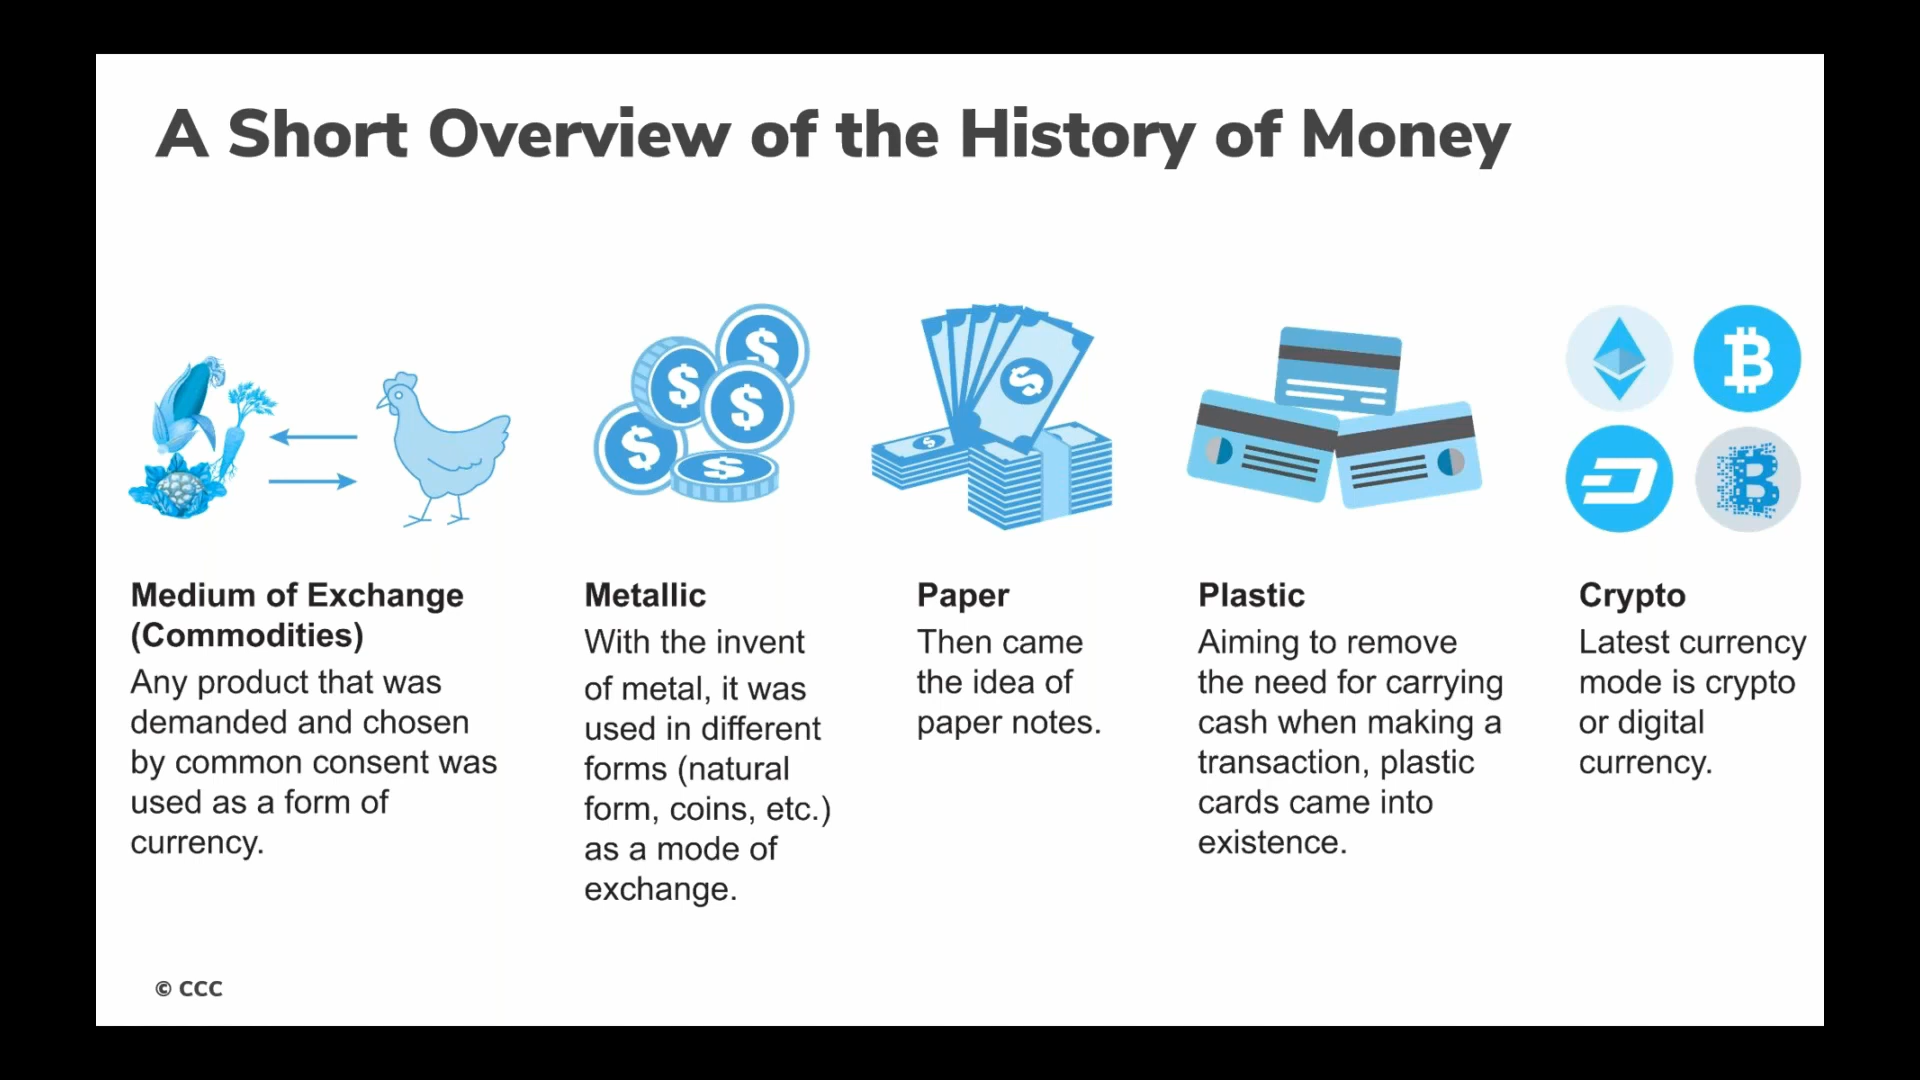 A Short Overview of the History of Money
Medium of Exchange
(Commodities)
Any product that was
demanded and chosen
by common consent was
used as a form of
currency.
Metallic
With the invent
of metal, it was
used in different
forms (natural
form, coins, etc.)
as a mode of
exchange.
Paper
Then came
the idea of
paper notes.
Plastic
Aiming to remove
the need for carrying
cash when making a
transaction, plastic
cards came into
existence.
Crypto
Latest currency
mode is crypto
or digital
currency.
© CCC